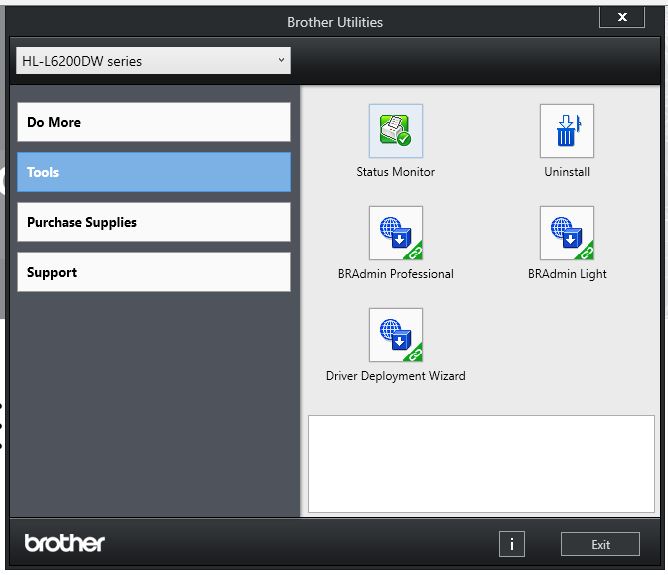 Brother Utilities
x
HL-L6200DW series
Do More
Tools
Purchase Supplies
Support
Status Monitor
Uninstall
BRAdmin Professional
BRAdmin Light
Driver Deployment Wizard
brother
i
Exit